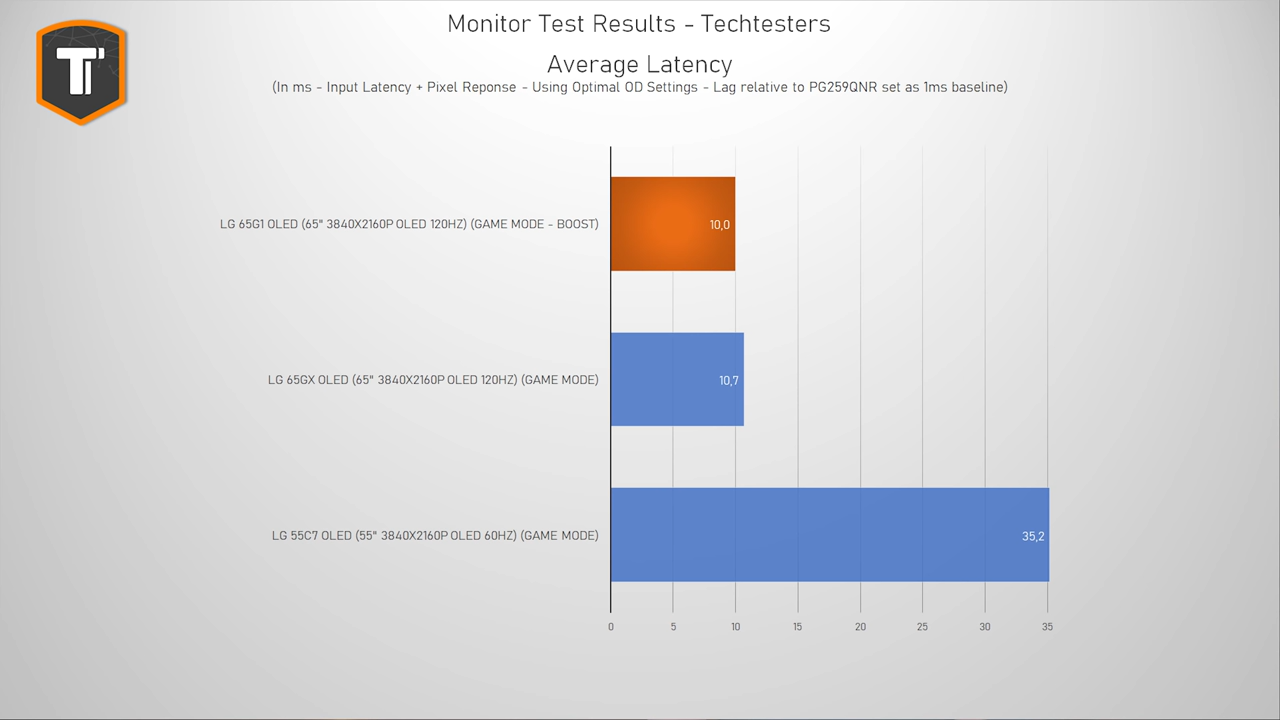 Monitor Test Results - Techtesters
Average Latency
(In ms - Input Latency + Pixel Reponse - Using Optimal OD Settings - Lag relative to PG259QNR set as 1ms baseline)
LG 65G1 OLED (65" 3840X2160P OLED 120HZ) (GAME MODE - BOOST)
10,0
LG 65GX OLED (65" 3840X2160P OLED 120HZ) (GAME MODE)
10,7
LG 55C7 OLED (55" 3840X2160P OLED 60HZ) (GAME MODE)
35,2
0 5 10 15 20 25 30 35